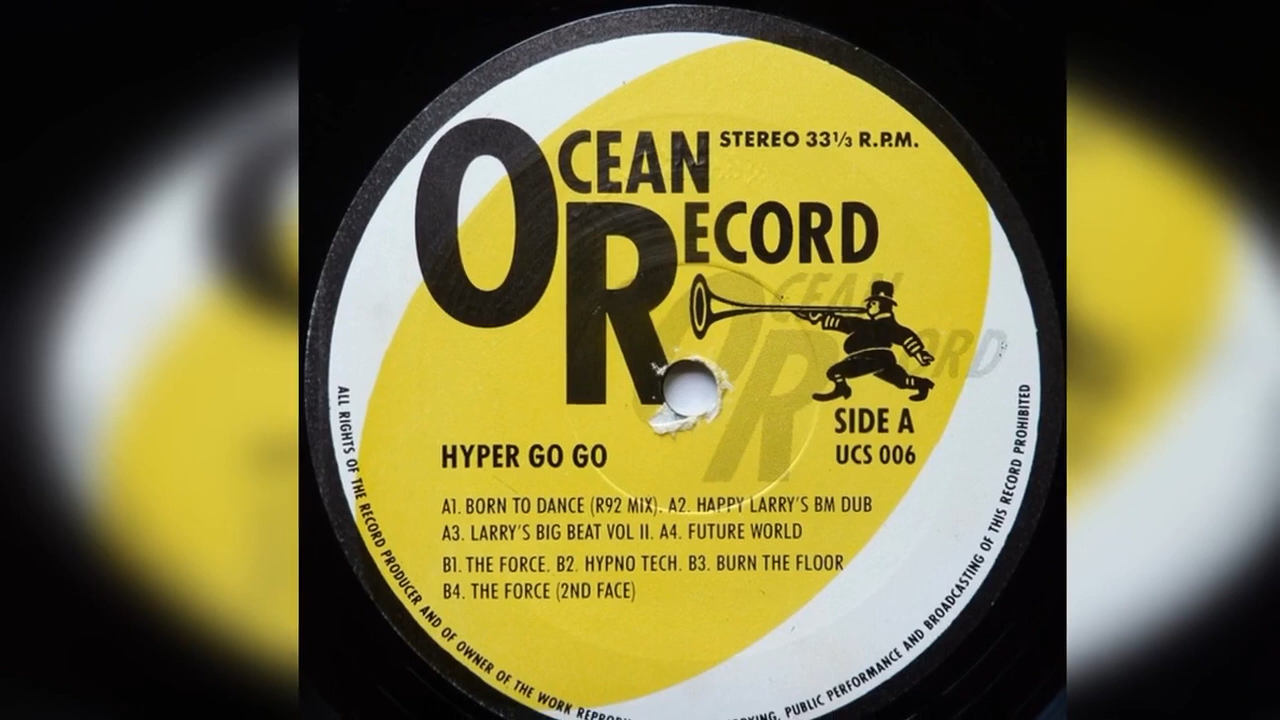 OCEAN
STEREO 33⅓ R.P.M.
RECORD
OCEAN
RECORD
SIDE A
UCS 006
HYPER GO GO
A1. BORN TO DANCE (R92 MIX). A2. HAPPY LARRY'S BM DUB
A3. LARRY'S BIG BEAT VOL II. A4. FUTURE WORLD
B1. THE FORCE. B2. HYPNO TECH. B3. BURN THE FLOOR
B4. THE FORCE (2ND FACE)
ALL RIGHTS OF THE RECORD PRODUCER AND OF OWNER OF THE WORK
PUBLIC PERFORMANCE AND BROADCASTING OF THIS RECORD PROHIBITED